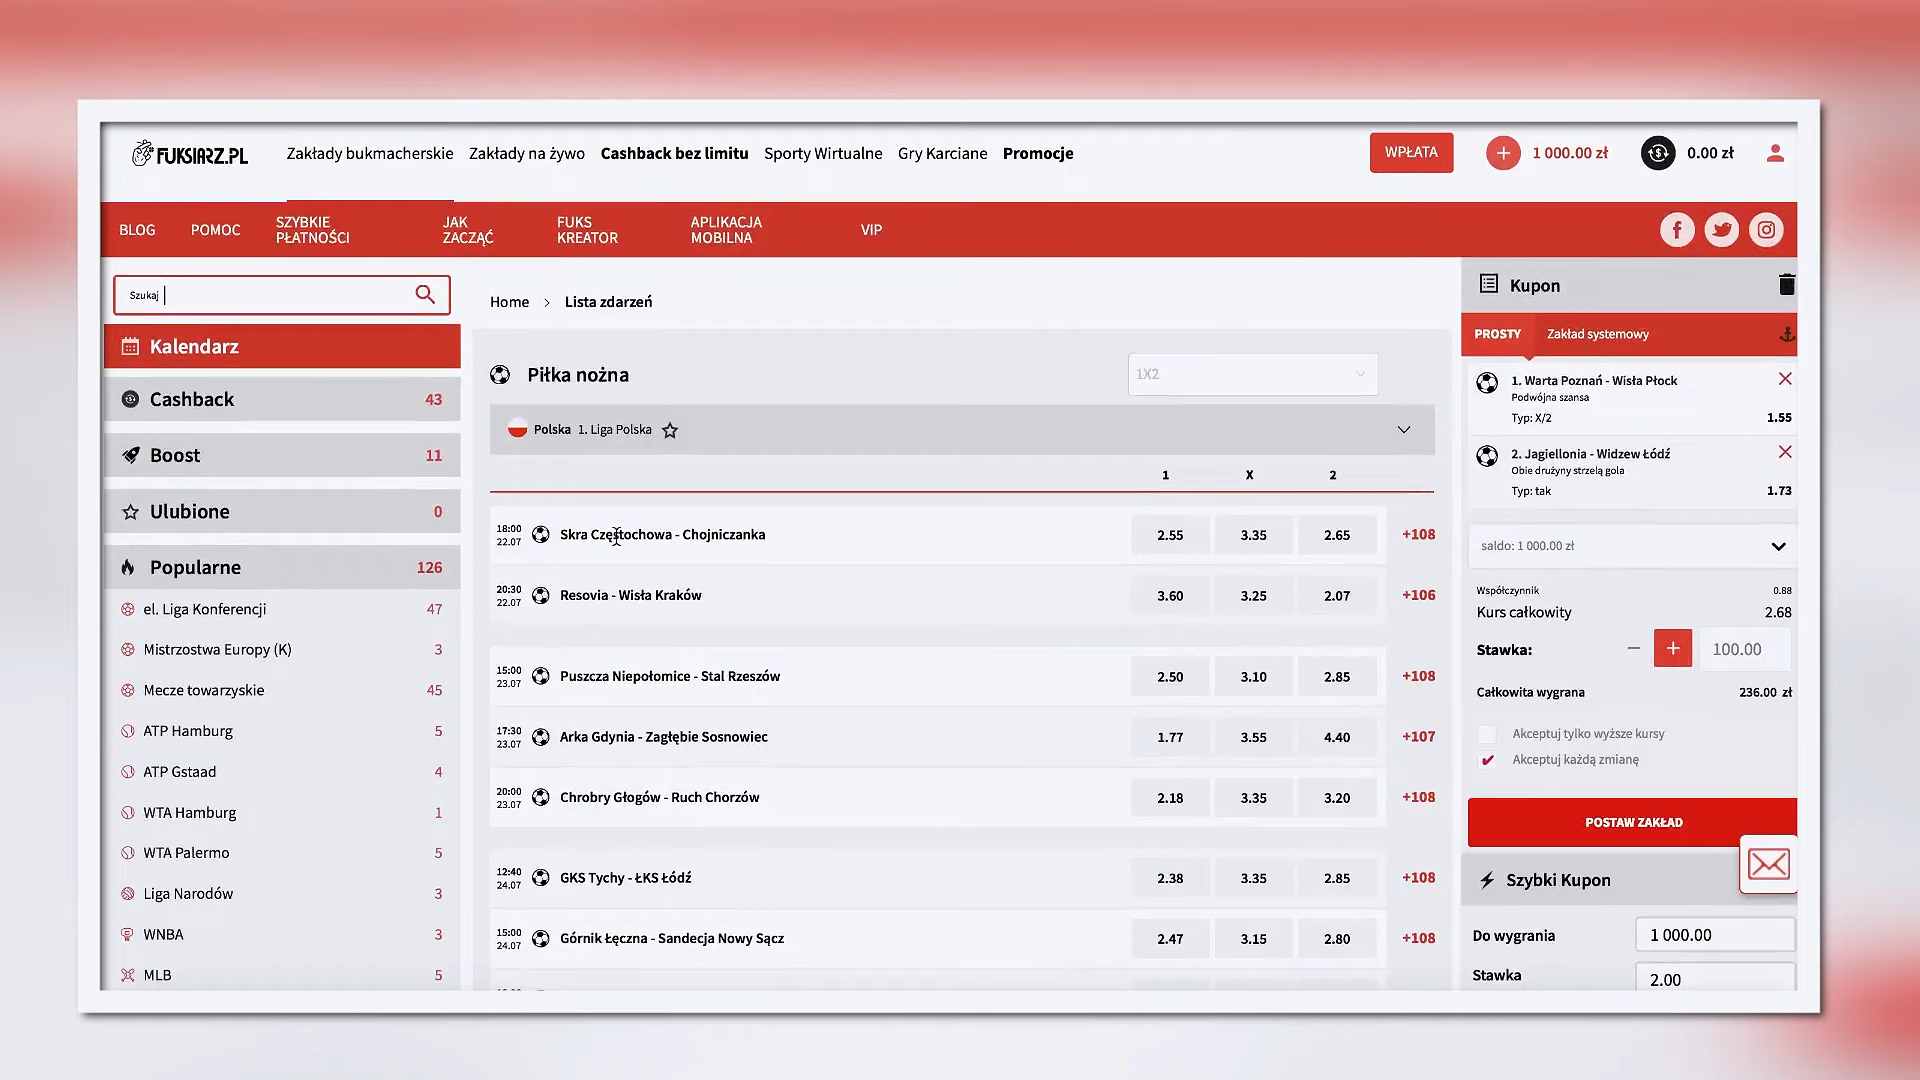 FUKSIARZ.PL
Zakłady bukmacherskie Zakłady na żywo Cashback bez limitu Sporty Wirtualne Gry Karciane Promocje
WPŁATA
1 000.00 zł
0.00 zł
BLOG
POMOC
SZYBKIE
PŁATNOŚCI
JAK
ZACZĄĆ
FUKS
KREATOR
APLIKACJA
MOBILNA
VIP
Szukaj
Kalendarz
Cashback 43
Boost 11
Ulubione 0
Popularne 126
el. Liga Konferencji 47
Mistrzostwa Europy (K) 3
Mecze towarzyskie 45
ATP Hamburg 5
ATP Gstaad 4
WTA Hamburg 1
WTA Palermo 5
Liga Narodów 3
WNBA 3
MLB 5
Home > Lista zdarzeń
Piłka nożna
1X2
Polska 1. Liga Polska
1 X 2
18:00
22.07
Skra Częstochowa - Chojniczanka 2.55 3.35 2.65 +108
20:30
22.07
Resovia - Wisła Kraków 3.60 3.25 2.07 +106
15:00
23.07
Puszcza Niepołomice - Stal Rzeszów 2.50 3.10 2.85 +108
17:30
23.07
Arka Gdynia - Zagłębie Sosnowiec 1.77 3.55 4.40 +107
20:00
23.07
Chrobry Głogów - Ruch Chorzów 2.18 3.35 3.20 +108
12:40
24.07
GKS Tychy - ŁKS Łódź 2.38 3.35 2.85 +108
15:00
24.07
Górnik Łęczna - Sandecja Nowy Sącz 2.47 3.15 2.80 +108
Kupon
PROSTY Zakład systemowy
1. Warta Poznań - Wisła Płock
Podwójna szansa
Typ: X/2 1.55
2. Jagiellonia - Widzew Łódź
Obie drużyny strzelą gola
Typ: tak 1.73
saldo: 1 000.00 zł
Współczynnik 0.88
Kurs całkowity 2.68
Stawka: − + 100.00
Całkowita wygrana 236.00 zł
Akceptuj tylko wyższe kursy
Akceptuj każdą zmianę
POSTAW ZAKŁAD
Szybki Kupon
Do wygrania 1 000.00
Stawka 2.00